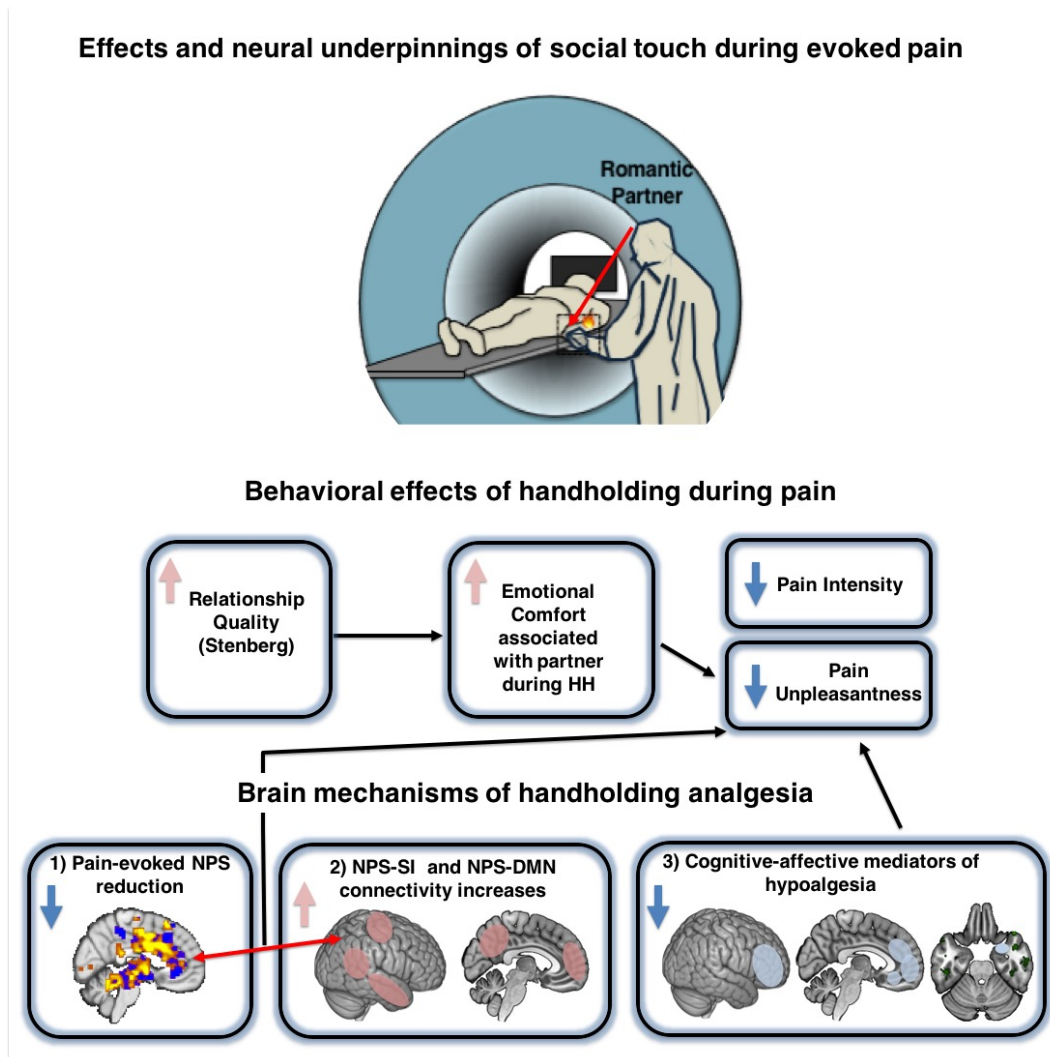 Effects and neural underpinnings of social touch during evoked pain
Romantic
Partner
Behavioral effects of handholding during pain
Relationship
Quality
(Stenberg)
Emotional
Comfort
associated
with partner
during HH
Pain Intensity
Pain
Unpleasantness
Brain mechanisms of handholding analgesia
1) Pain-evoked NPS
reduction
2) NPS-SI and NPS-DMN
connectivity increases
3) Cognitive-affective mediators of
hypoalgesia